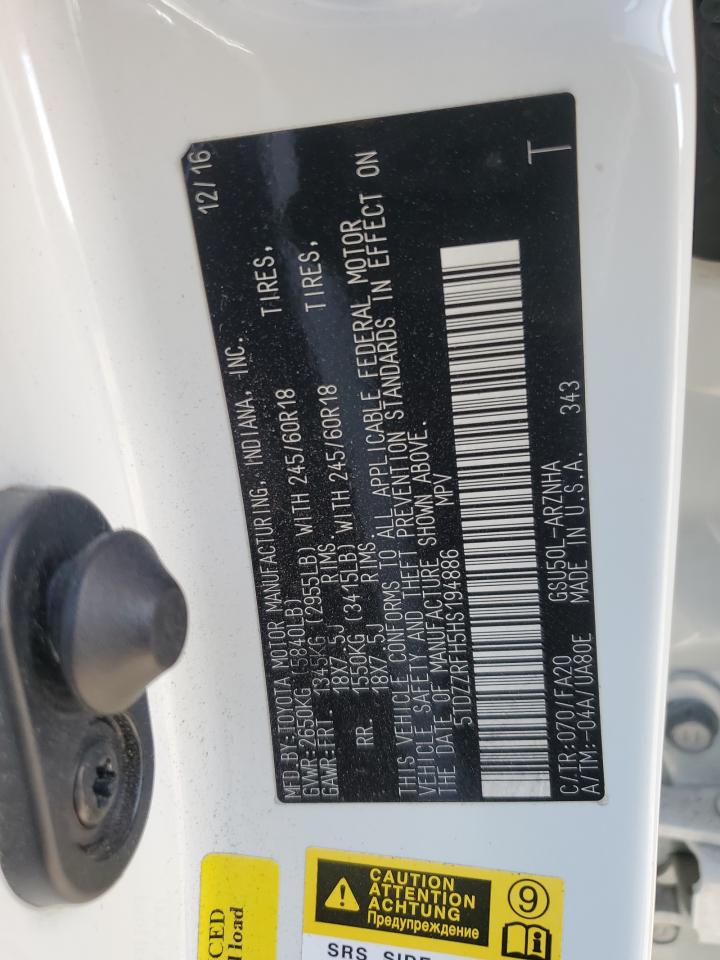 MFD.BY:TOYOTA MOTOR MANUFACTURING, INDIANA, INC. 12/16
GVWR:2650KG (5840LB)
GAWR:FRT. 1345KG (2955LB) WITH 245/60R18 TIRES,
18X7.5J RIMS.
RR. 1550KG (3415LB) WITH 245/60R18 TIRES,
18X7.5J RIMS.
THIS VEHICLE CONFORMS TO ALL APPLICABLE FEDERAL MOTOR
VEHICLE SAFETY AND THEFT PREVENTION STANDARDS IN EFFECT ON
THE DATE OF MANUFACTURE SHOWN ABOVE.
5TDZZRFH5HS194886 MPV
T
C/TR:070/FA20 GSU50L-ARZNHA
A/TM:-04A/UA80E MADE IN U.S.A. 343
load
CAUTION
ATTENTION
ACHTUNG
Предупреждение
9
SRS SIDE